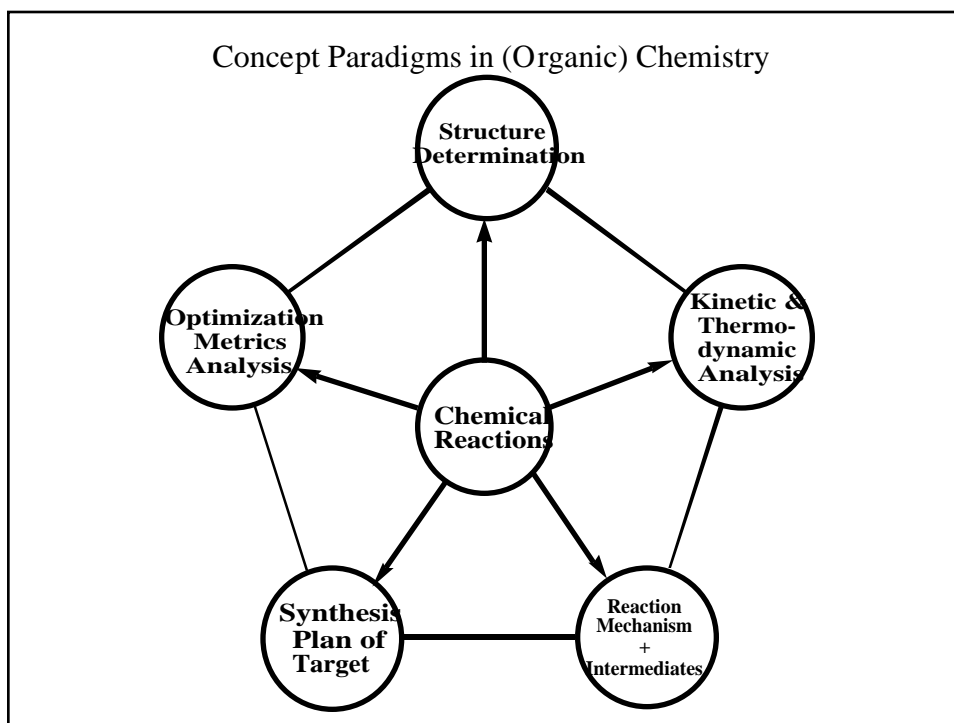 Concept Paradigms in (Organic) Chemistry
Structure
Determination
Optimization
Metrics
Analysis
Kinetic &
Thermo-
dynamic
Analysis
Chemical
Reactions
Synthesis
Plan of
Target
Reaction
Mechanism
+
Intermediates